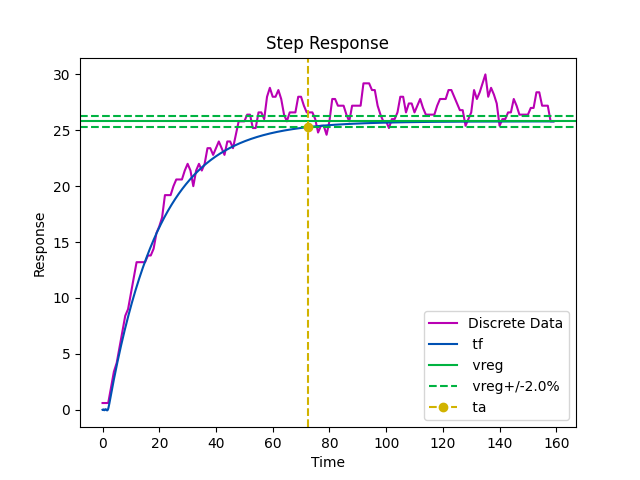 Step Response
Response
30
25
20
15
10
5
0
0 20 40 60 80 100 120 140 160
Time
Discrete Data
tf
vreg
vreg+/-2.0%
ta